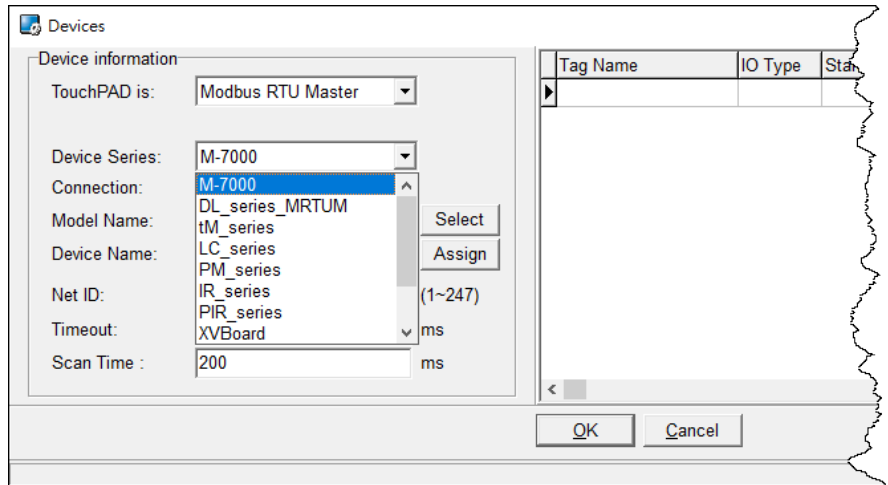 Devices
Device information
TouchPAD is: Modbus RTU Master
Device Series: M-7000
Connection:
Model Name: Select
Device Name: Assign
Net ID: (1~247)
Timeout: ms
Scan Time : 200 ms
M-7000
DL_series_MRTUM
tM_series
LC_series
PM_series
IR_series
PIR_series
XVBoard
Tag Name IO Type
OK Cancel